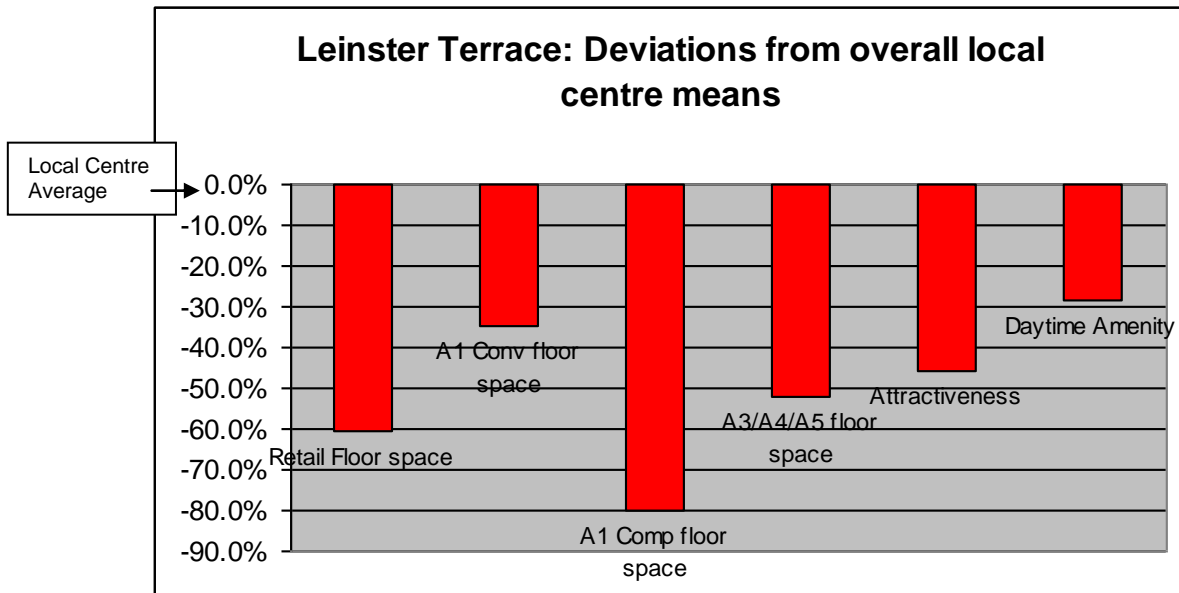 Leinster Terrace: Deviations from overall local
centre means
Local Centre
Average
0.0%
-10.0%
-20.0%
-30.0%
-40.0%
-50.0%
-60.0%
-70.0%
-80.0%
-90.0%
Retail Floor space
A1 Conv floor
space
A1 Comp floor
space
A3/A4/A5 floor
space
Attractiveness
Daytime Amenity